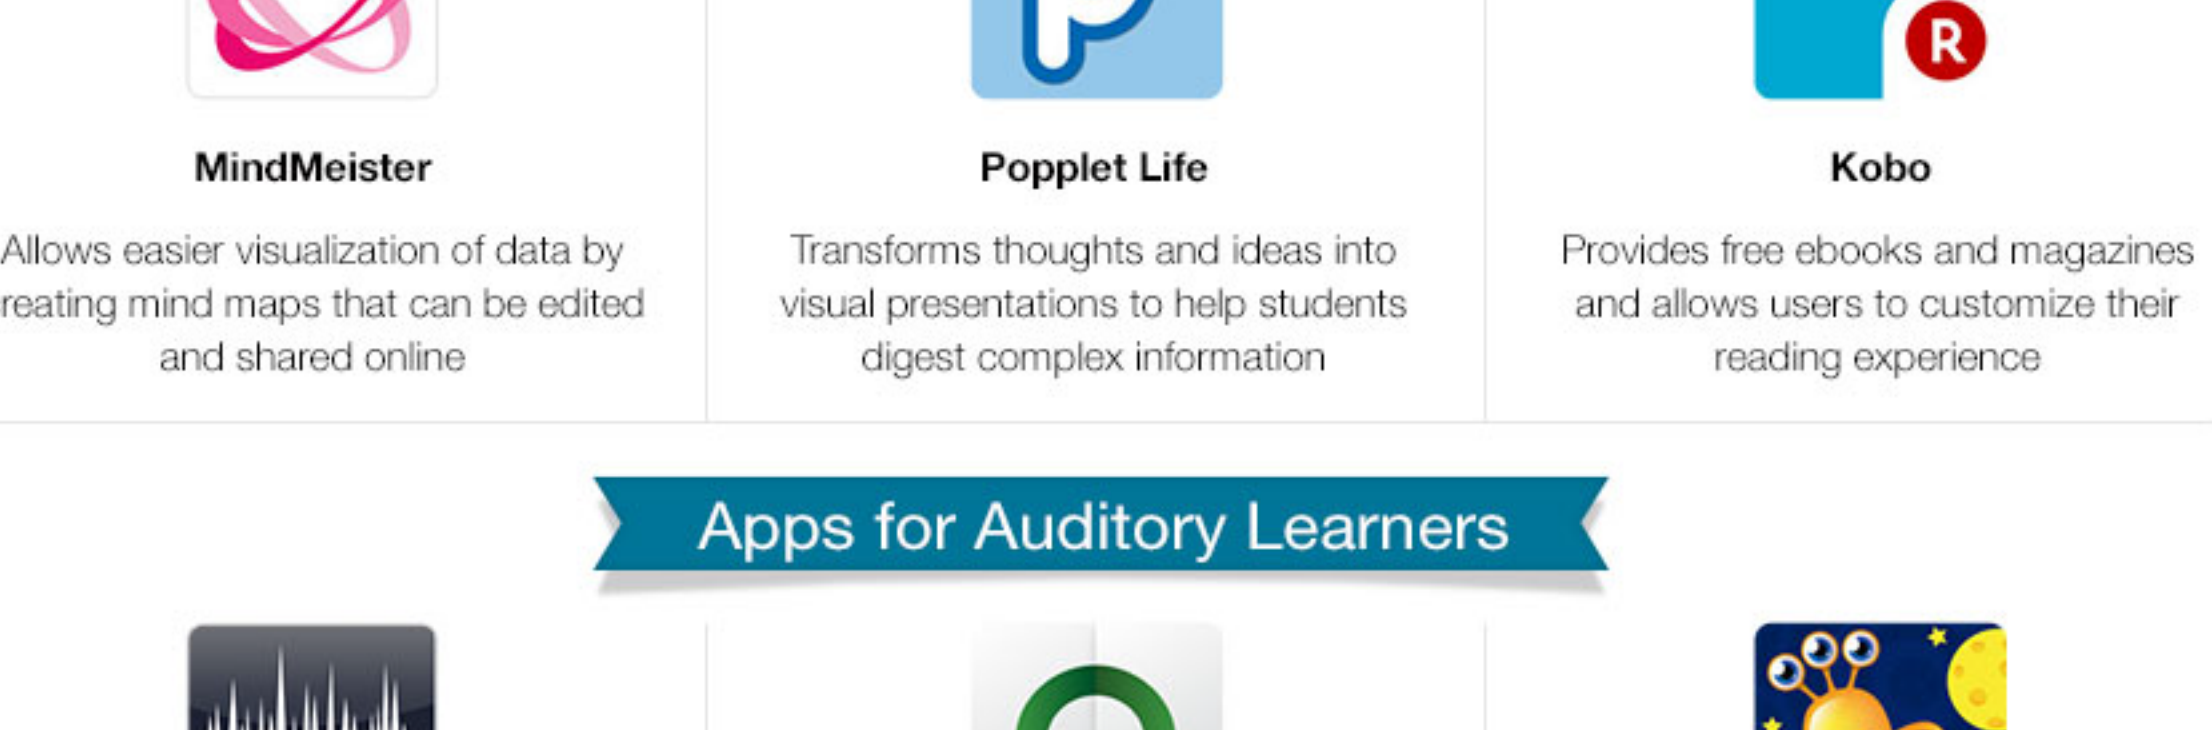 R
MindMeister
Allows easier visualization of data by
reating mind maps that can be edited
and shared online
Popplet Life
Transforms thoughts and ideas into
visual presentations to help students
digest complex information
Kobo
Provides free ebooks and magazines
and allows users to customize their
reading experience
Apps for Auditory Learners